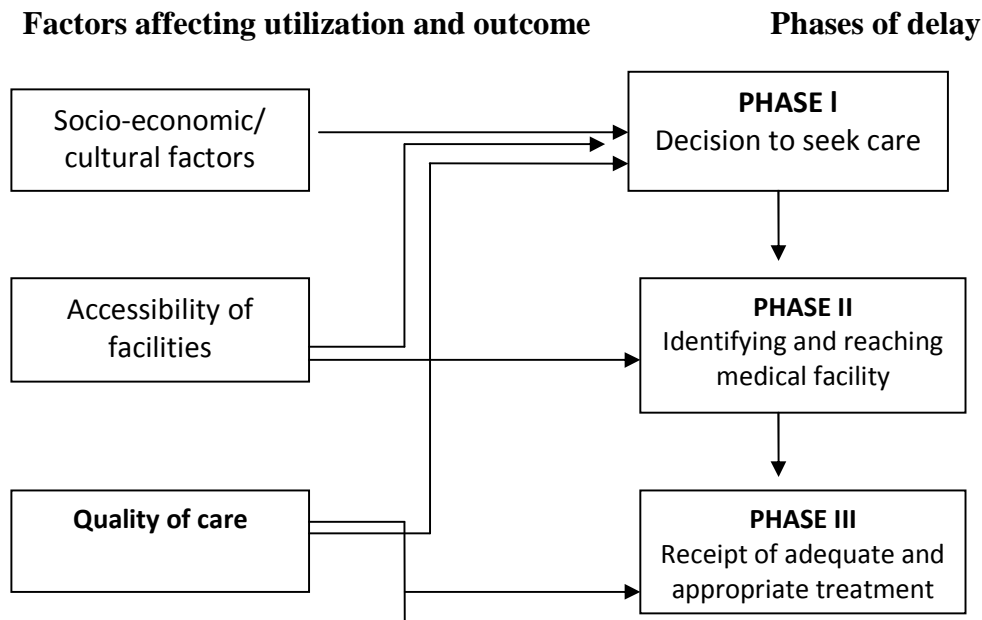 Factors affecting utilization and outcome
Phases of delay
Socio-economic/
cultural factors
PHASE l
Decision to seek care
Accessibility of
facilities
PHASE II
Identifying and reaching
medical facility
Quality of care
PHASE III
Receipt of adequate and
appropriate treatment